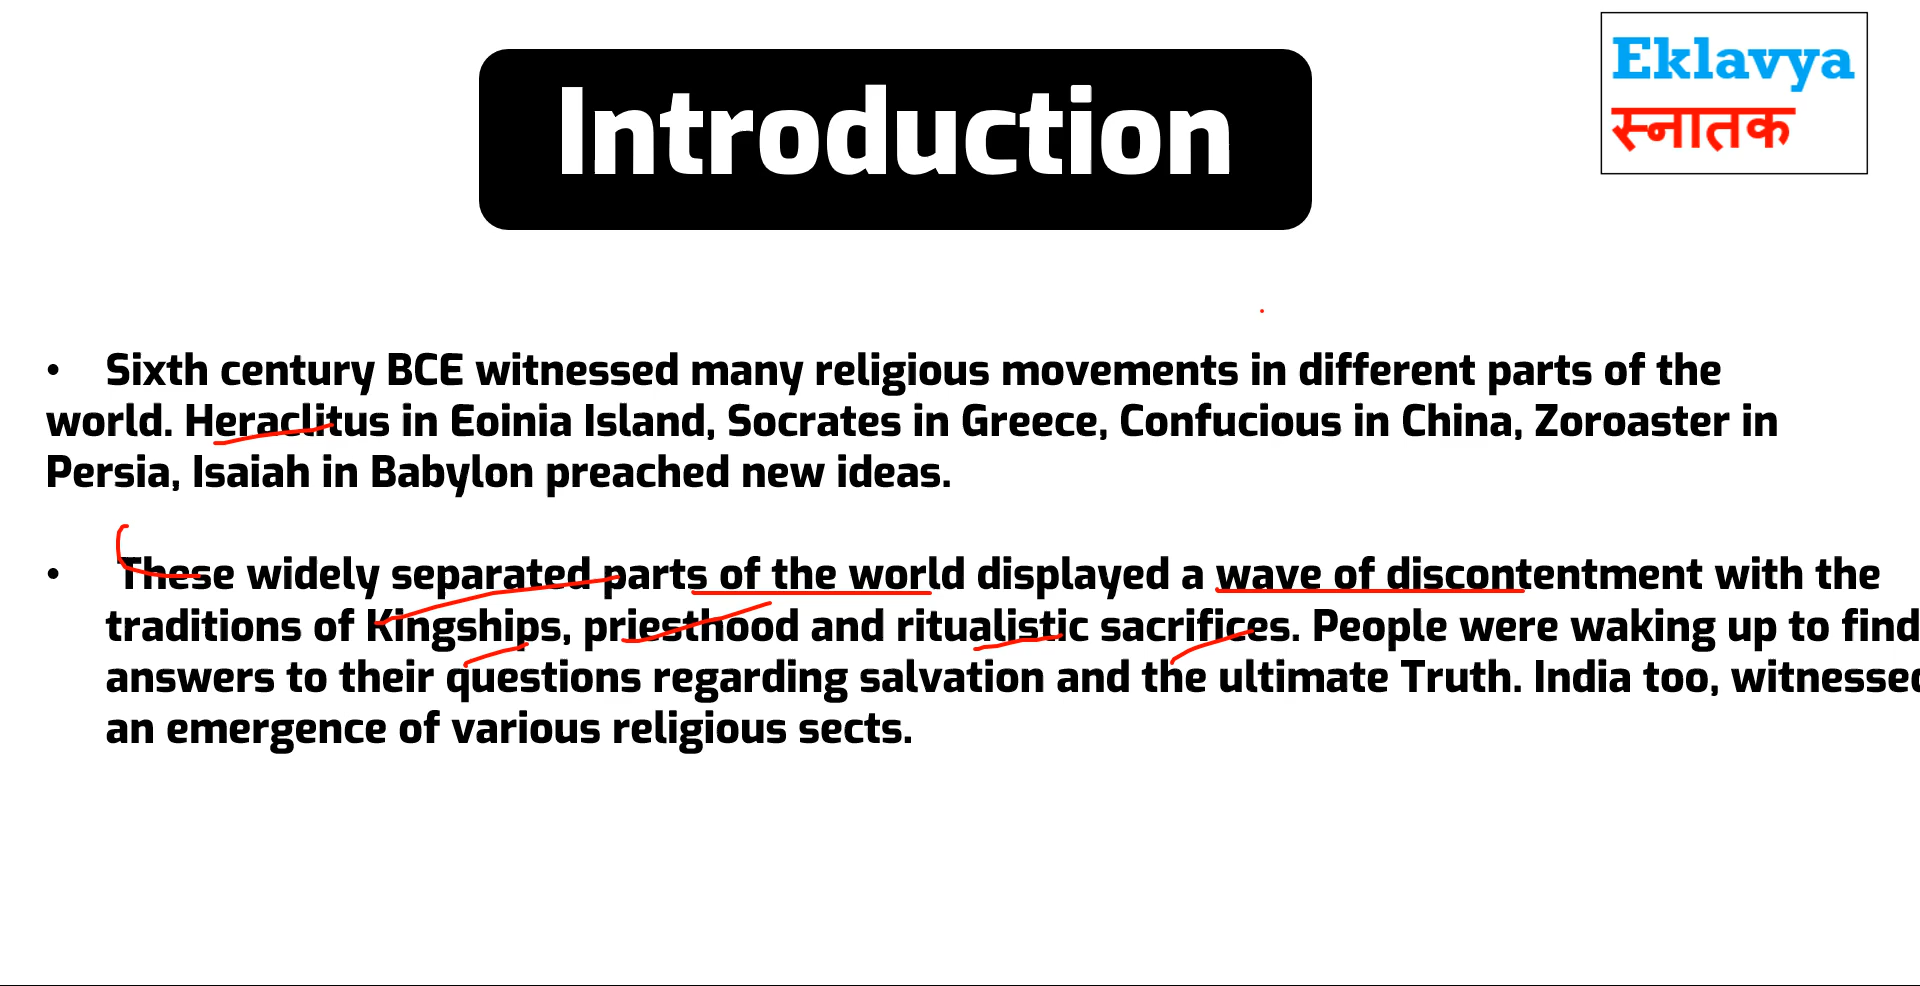 Introduction
Eklavya
स्नातक
• Sixth century BCE witnessed many religious movements in different parts of the
world. Heraclitus in Eoinia Island, Socrates in Greece, Confucious in China, Zoroaster in
Persia, Isaiah in Babylon preached new ideas.
• These widely separated parts of the world displayed a wave of discontentment with the
traditions of Kingships, priesthood and ritualistic sacrifices. People were waking up to find
answers to their questions regarding salvation and the ultimate Truth. India too, witnessed
an emergence of various religious sects.